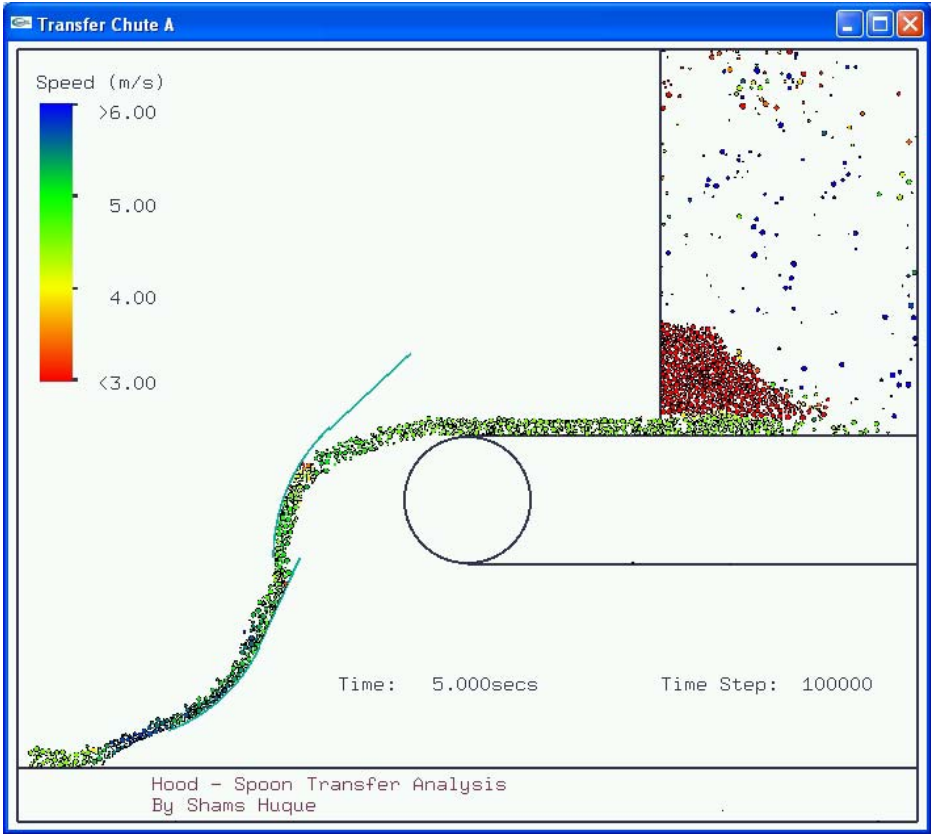 Transfer Chute A
Speed (m/s)
>6.00
5.00
4.00
<3.00
Time: 5.000secs Time Step: 100000
Hood - Spoon Transfer Analysis
By Shams Huque